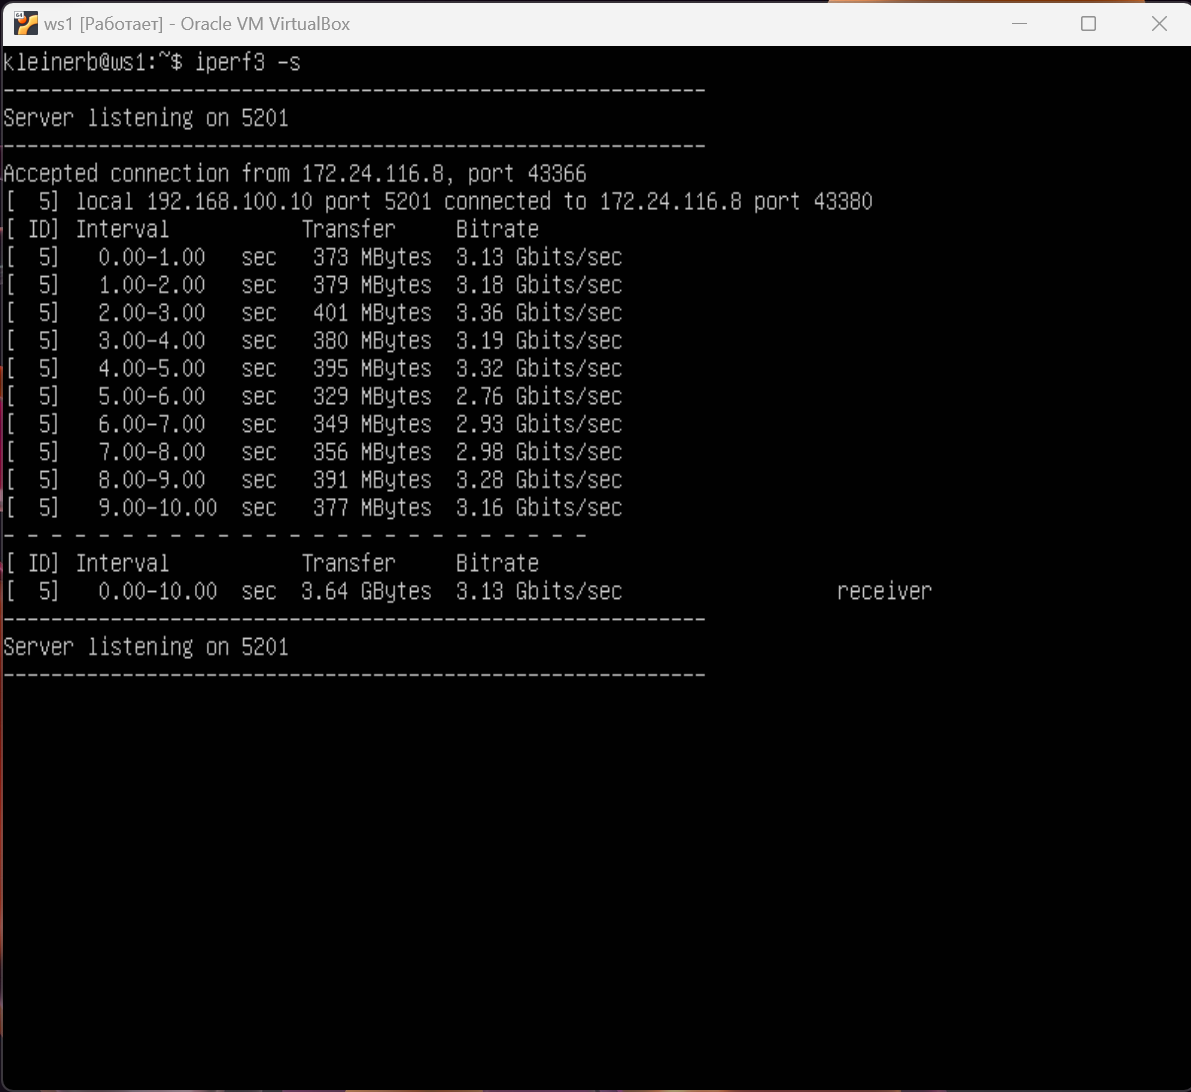 ws1 [Работает] - Oracle VM VirtualBox
kleinerb@ws1:~$ iperf3 -s
-----------------------------------------------------------
Server listening on 5201
-----------------------------------------------------------
Accepted connection from 172.24.116.8, port 43366
[  5] local 192.168.100.10 port 5201 connected to 172.24.116.8 port 43380
[ ID] Interval           Transfer     Bitrate
[  5]   0.00-1.00   sec   373 MBytes  3.13 Gbits/sec
[  5]   1.00-2.00   sec   379 MBytes  3.18 Gbits/sec
[  5]   2.00-3.00   sec   401 MBytes  3.36 Gbits/sec
[  5]   3.00-4.00   sec   380 MBytes  3.19 Gbits/sec
[  5]   4.00-5.00   sec   395 MBytes  3.32 Gbits/sec
[  5]   5.00-6.00   sec   329 MBytes  2.76 Gbits/sec
[  5]   6.00-7.00   sec   349 MBytes  2.93 Gbits/sec
[  5]   7.00-8.00   sec   356 MBytes  2.98 Gbits/sec
[  5]   8.00-9.00   sec   391 MBytes  3.28 Gbits/sec
[  5]   9.00-10.00  sec   377 MBytes  3.16 Gbits/sec
- - - - - - - - - - - - - - - - - - - - - - - - -
[ ID] Interval           Transfer     Bitrate
[  5]   0.00-10.00  sec  3.64 GBytes  3.13 Gbits/sec                  receiver
-----------------------------------------------------------
Server listening on 5201
-----------------------------------------------------------